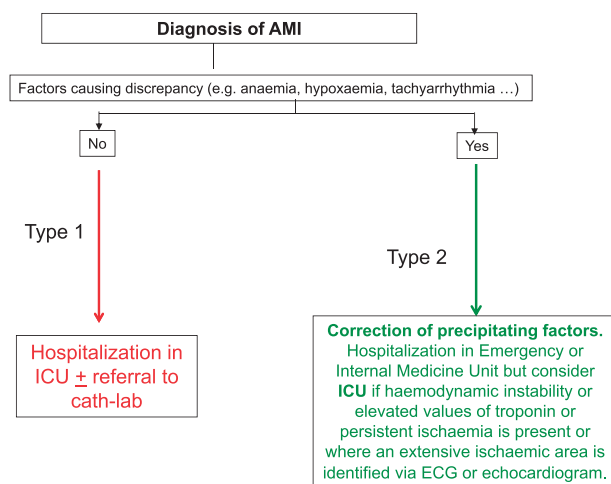 Diagnosis of AMI
Factors causing discrepancy (e.g. anaemia, hypoxaemia, tachyarrhythmia …)
No
Yes
Type 1
Type 2
Hospitalization in
ICU ± referral to
cath-lab
Correction of precipitating factors.
Hospitalization in Emergency or
Internal Medicine Unit but consider
ICU if haemodynamic instability or
elevated values of troponin or
persistent ischaemia is present or
where an extensive ischaemic area is
identified via ECG or echocardiogram.